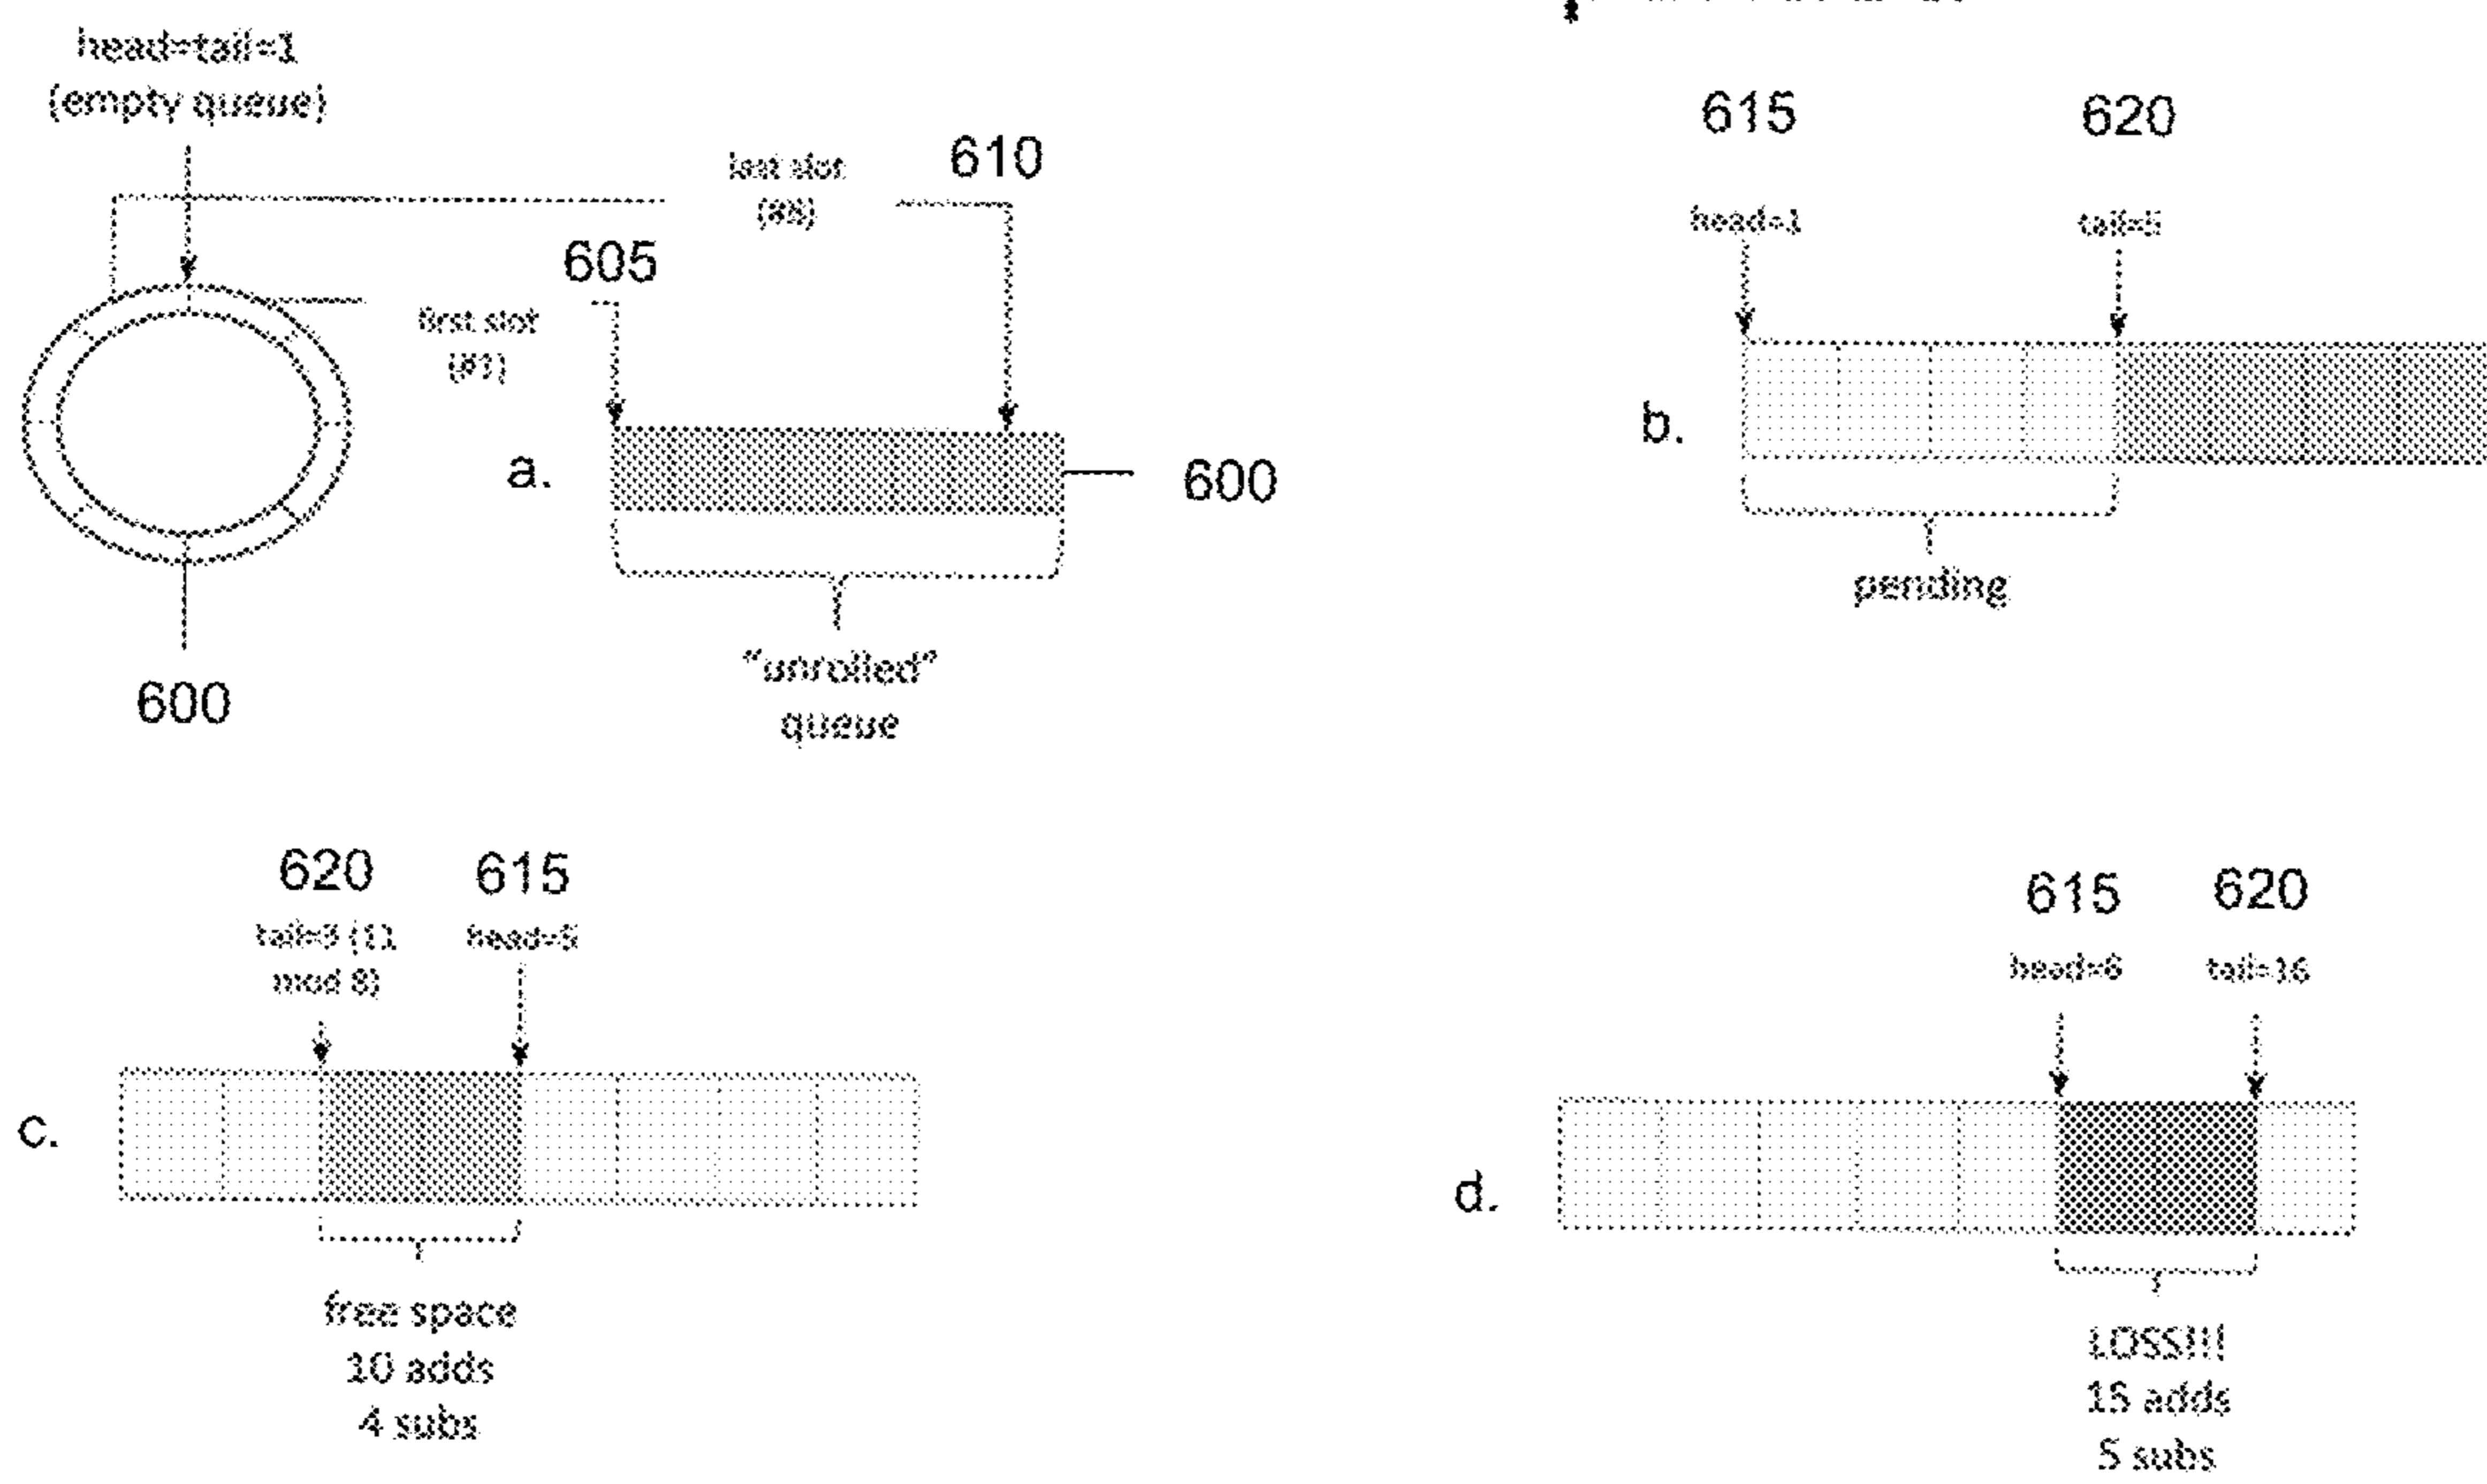 head=tail=1
(empty queue)
last slot
(#8)
610
605
first slot
(#1)
a.
600
"unrolled"
queue
600
615
620
head=1
tail=5
b.
pending
620
615
tail=3 (11
mod 8)
head=5
c.
free space
10 adds
4 subs
615
620
head=6
tail=16
d.
LOSS!!!
15 adds
5 subs